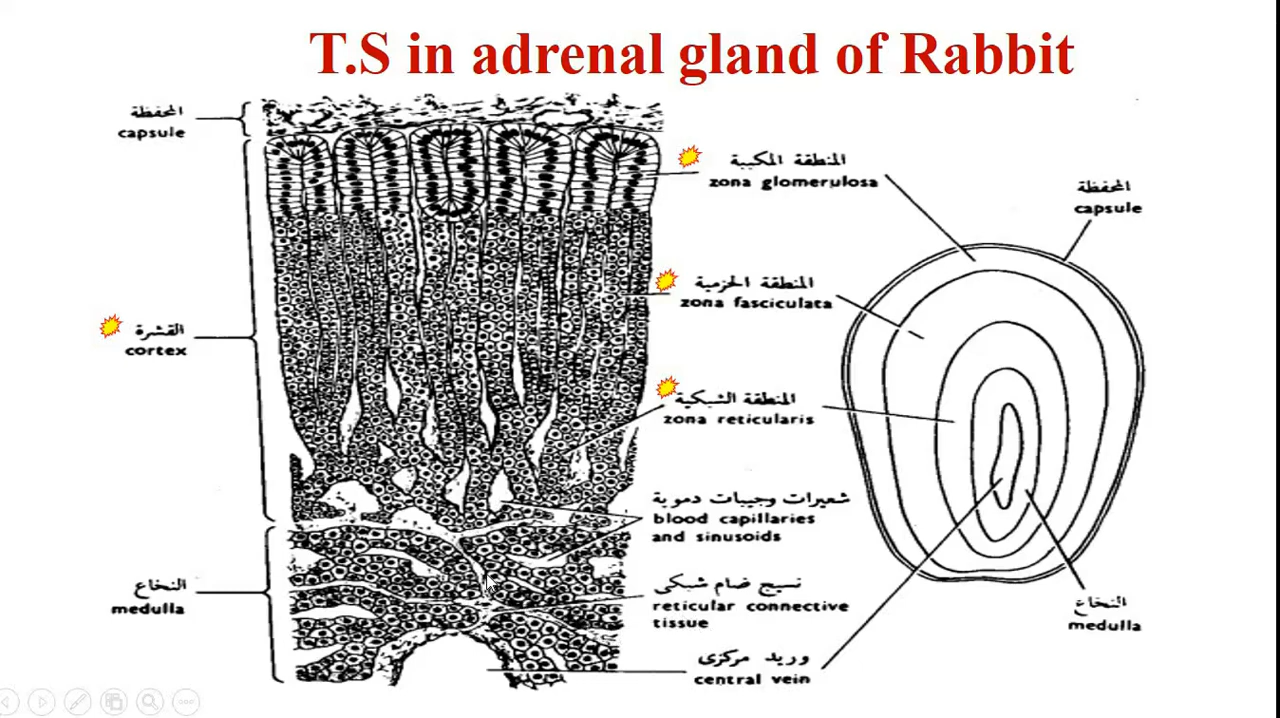 T.S in adrenal gland of Rabbit
المحفظة
capsule
القشرة
cortex
النخاع
medulla
المنطقة المكببة
zona glomerulosa
المنطقة الحزمية
zona fasciculata
المنطقة الشبكية
zona reticularis
شعيرات وجيبات دموية
blood capillaries
and sinusoids
نسيج ضام شبكى
reticular connective
tissue
وريد مركزى
central vein
المحفظة
capsule
النخاع
medulla